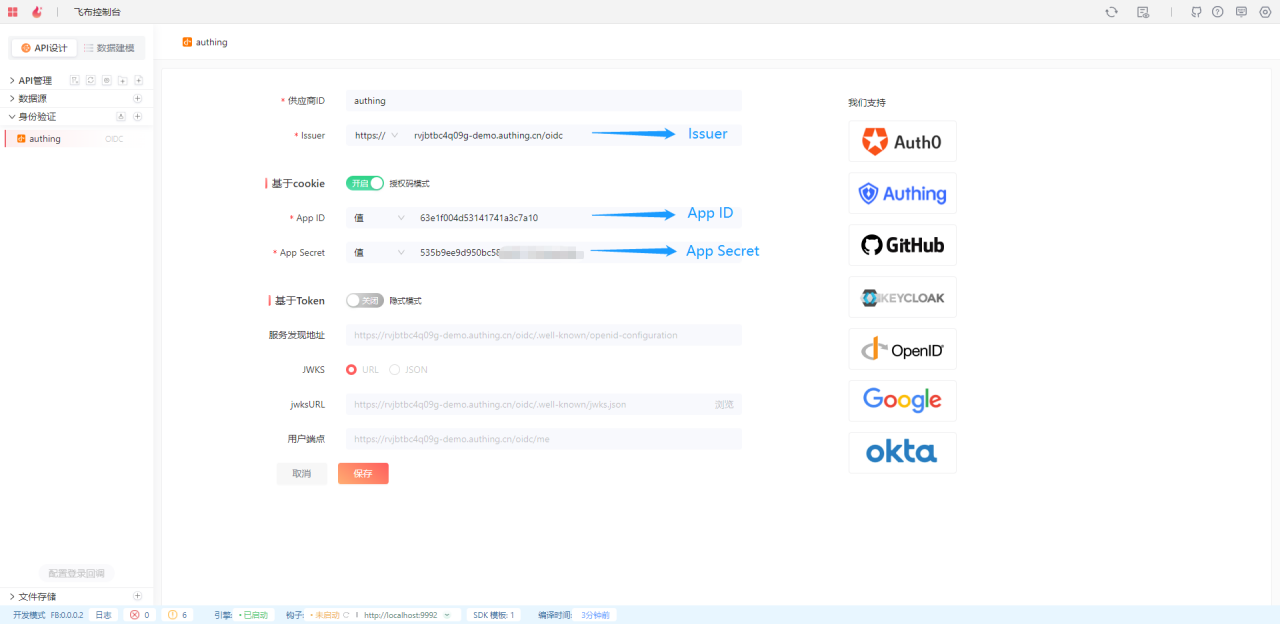 飞布控制台
API设计
数据建模
API管理
数据源
身份验证
authing
OIDC
配置登录回调
文件存储
authing
* 供应商ID
authing
* Issuer
https://
rvjbtbc4q09g-demo.authing.cn/oidc
Issuer
基于cookie
开启
授权码模式
* App ID
值
63e1f004d53141741a3c7a10
App ID
* App Secret
值
535b9ee9d950bc58
App Secret
基于Token
关闭
隐式模式
服务发现地址
https://rvjbtbc4q09g-demo.authing.cn/oidc/.well-known/openid-configuration
JWKS
URL
JSON
jwksURL
https://rvjbtbc4q09g-demo.authing.cn/oidc/.well-known/jwks.json
浏览
用户端点
https://rvjbtbc4q09g-demo.authing.cn/oidc/me
取消
保存
我们支持
Auth0
Authing
GitHub
KEYCLOAK
OpenID
Google
okta
开发模式 FB:0.0.0.2 日志 0 6 引擎: 已启动 钩子: 未启动 http://localhost:9992 SDK 模板: 1 编译时间: 3分钟前